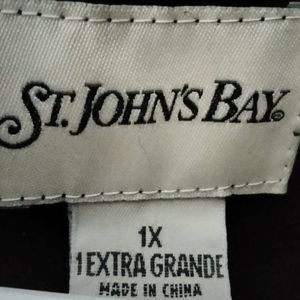 ST. JOHN'S BAY®
1X
1 EXTRA GRANDE
MADE IN CHINA